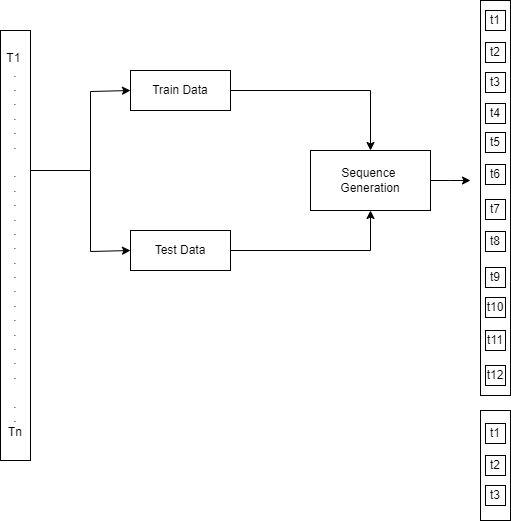 T1
Tn
Train Data
Test Data
Sequence
Generation
t1
t2
t3
t4
t5
t6
t7
t8
t9
t10
t11
t12
t1
t2
t3